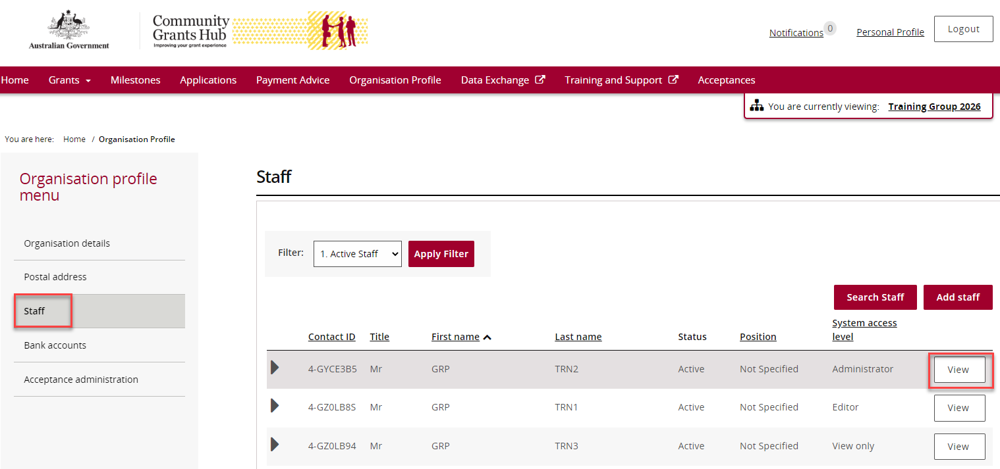 Australian Government
Community
Grants Hub
Improving your grant experience
Notifications 0 Personal Profile Logout
Home Grants Milestones Applications Payment Advice Organisation Profile Data Exchange Training and Support Acceptances
You are currently viewing: Training Group 2026
You are here: Home / Organisation Profile
Organisation profile
menu
Organisation details
Postal address
Staff
Bank accounts
Acceptance administration
Staff
Filter: 1. Active Staff Apply Filter
Search Staff Add staff
Contact ID Title First name Last name Status Position System access
level
4-GYCE3B5 Mr GRP TRN2 Active Not Specified Administrator View
4-GZ0LB8S Mr GRP TRN1 Active Not Specified Editor View
4-GZ0LB94 Mr GRP TRN3 Active Not Specified View only View